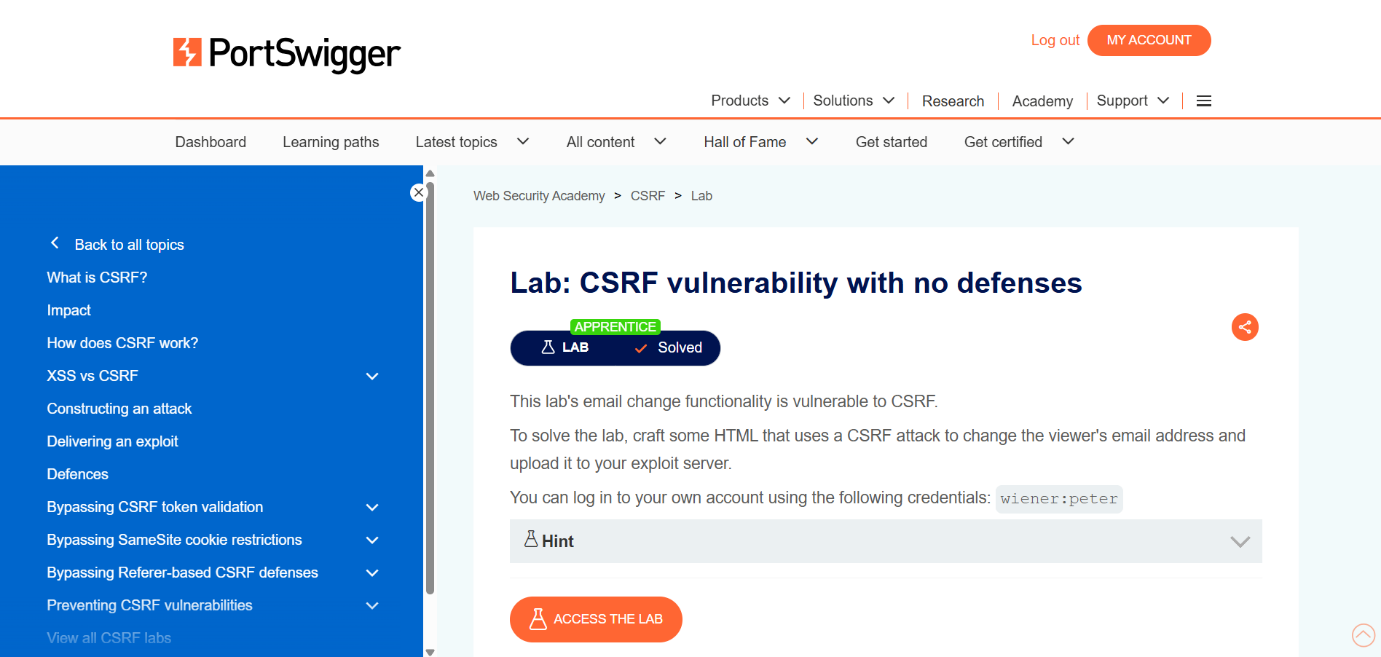 PortSwigger
Log out
MY ACCOUNT
Products
Solutions
Research
Academy
Support
Dashboard
Learning paths
Latest topics
All content
Hall of Fame
Get started
Get certified
Back to all topics
What is CSRF?
Impact
How does CSRF work?
XSS vs CSRF
Constructing an attack
Delivering an exploit
Defences
Bypassing CSRF token validation
Bypassing SameSite cookie restrictions
Bypassing Referer-based CSRF defenses
Preventing CSRF vulnerabilities
View all CSRF labs
Web Security Academy > CSRF > Lab
Lab: CSRF vulnerability with no defenses
APPRENTICE
LAB Solved
This lab's email change functionality is vulnerable to CSRF.
To solve the lab, craft some HTML that uses a CSRF attack to change the viewer's email address and
upload it to your exploit server.
You can log in to your own account using the following credentials: wiener:peter
Hint
ACCESS THE LAB